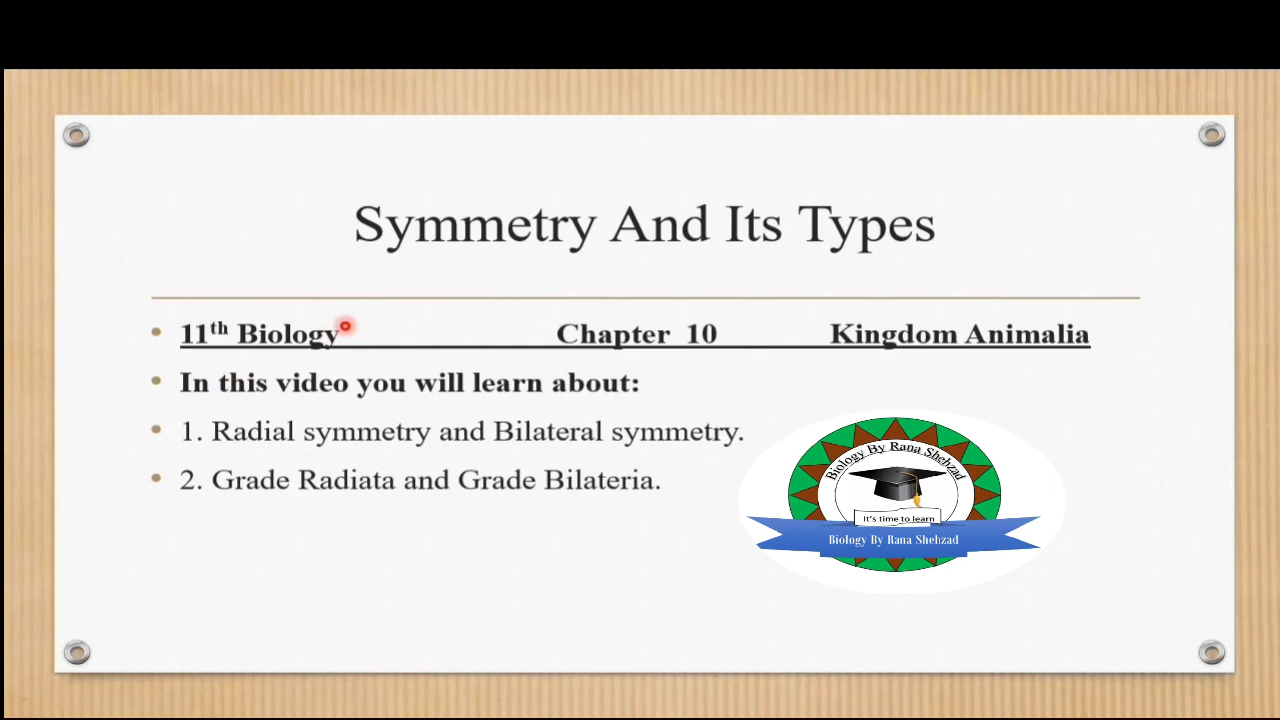 Symmetry And Its Types
11th Biology Chapter 10 Kingdom Animalia
In this video you will learn about:
1. Radial symmetry and Bilateral symmetry.
2. Grade Radiata and Grade Bilateria.
Biology By Rana Shehzad
It's time to learn
Biology By Rana Shehzad